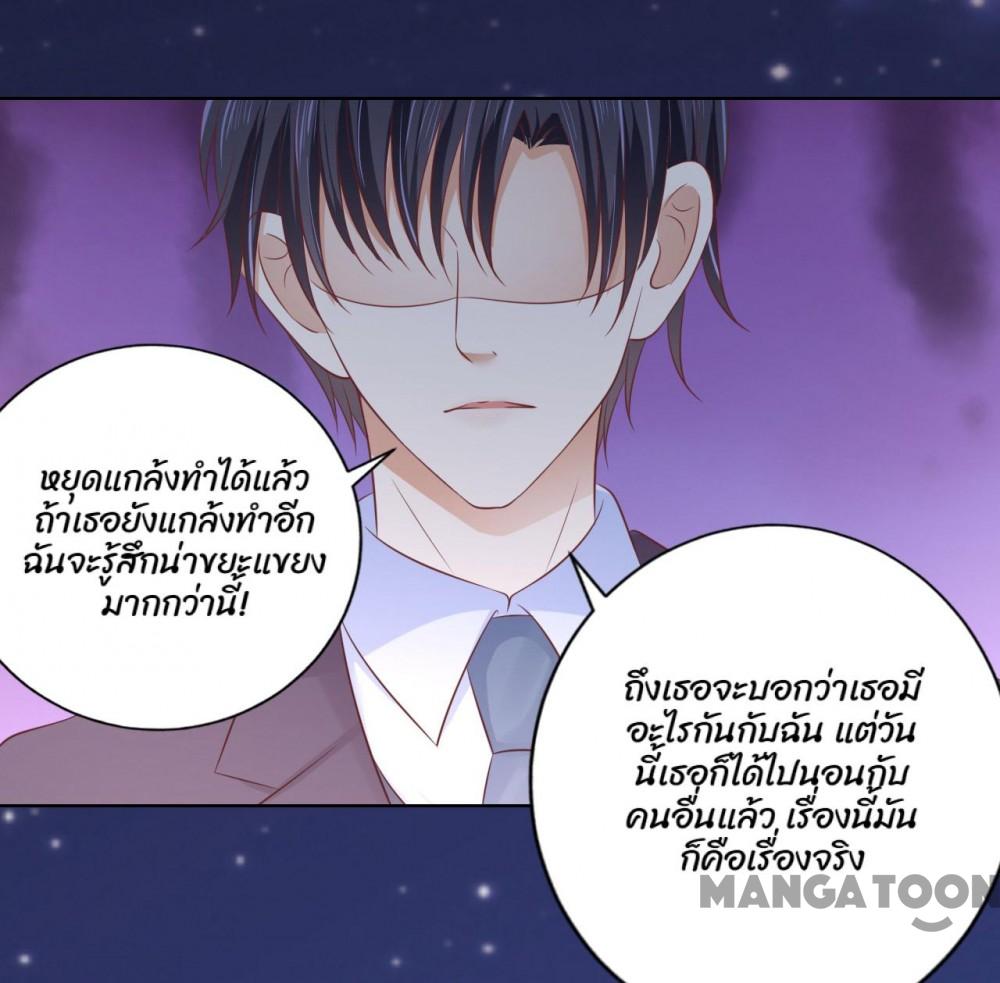 หยุดแกล้งทำได้แล้ว
ถ้าเธอยังแกล้งทำอีก
ฉันจะรู้สึกน่าขยะแขยง
มากกว่านี้!
ถึงเธอจะบอกว่าเธอมี
อะไรกันกับฉัน แต่วัน
นี้เธอก็ได้ไปนอนกับ
คนอื่นแล้ว เรื่องนี้มัน
ก็คือเรื่องจริง
MANGATOON